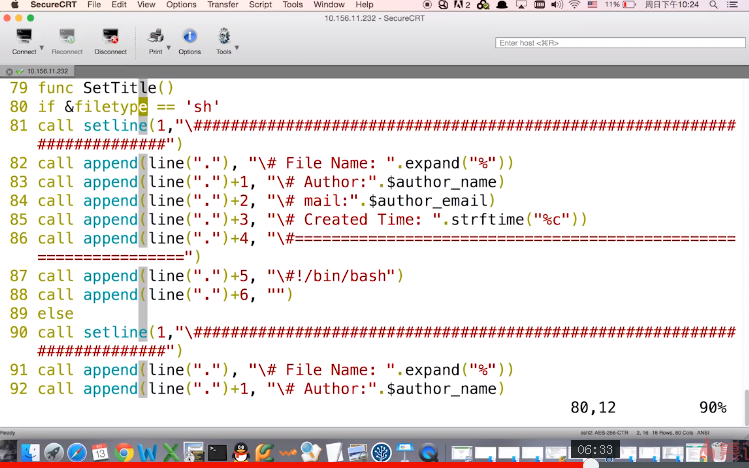 SecureCRT File Edit View Options Transfer Script Tools Window Help 2 11% 周日下午10:24
10.156.11.232 - SecureCRT
Connect Reconnect Disconnect Print Options Tools Enter host <⌘R>
10.156.11.232
79 func SetTitle()
80 if &filetype == 'sh'
81 call setline(1,"\###########################################################
##############")
82 call append(line("."), "\# File Name: ".expand("%"))
83 call append(line(".")+1, "\# Author:".$author_name)
84 call append(line(".")+2, "\# mail:".$author_email)
85 call append(line(".")+3, "\# Created Time: ".strftime("%c"))
86 call append(line(".")+4, "\#================================================
================")
87 call append(line(".")+5, "\#!/bin/bash")
88 call append(line(".")+6, "")
89 else
90 call setline(1,"\###########################################################
##############")
91 call append(line("."), "\# File Name: ".expand("%"))
92 call append(line(".")+1, "\# Author:".$author_name)
80,12 90%
Ready ssh2: AES-256-CTR 2, 16 16 Rows, 80 Cols ANSI
13
06:33